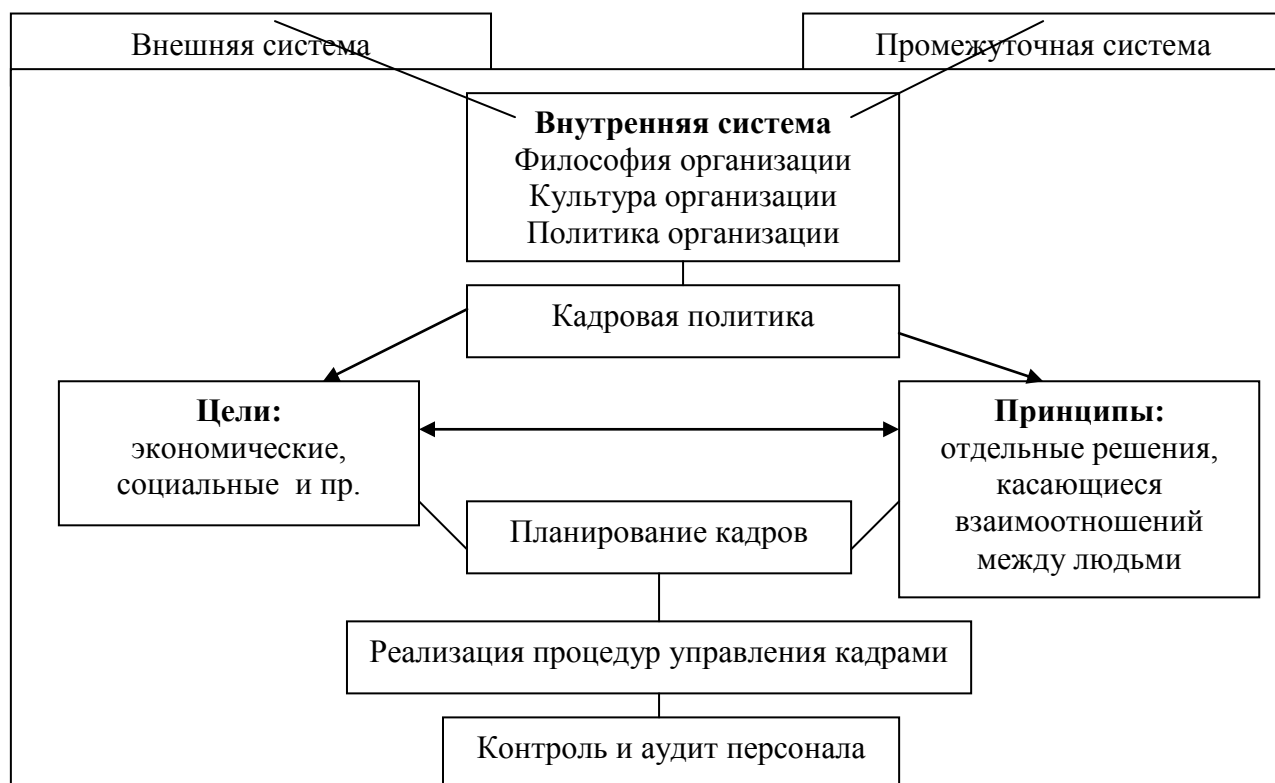 Внешняя система
Промежуточная система
Внутренняя система
Философия организации
Культура организации
Политика организации
Кадровая политика
Цели:
экономические,
социальные и пр.
Принципы:
отдельные решения,
касающиеся
взаимоотношений
между людьми
Планирование кадров
Реализация процедур управления кадрами
Контроль и аудит персонала